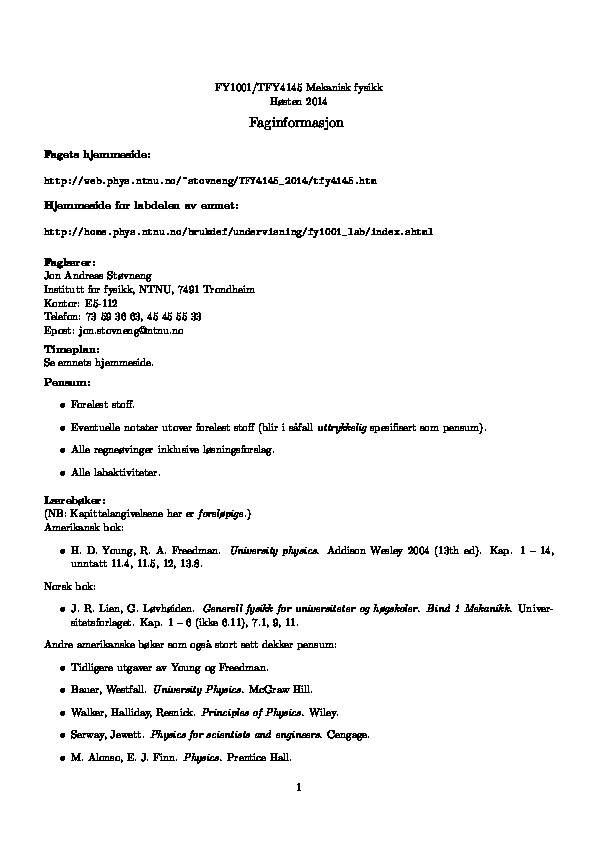 FY1001/TFY4145 Mekanisk fysikk
Høsten 2014
Faginformasjon
Fagets hjemmeside:
http://web.phys.ntnu.no/~stovneng/TFY4145_2014/tfy4145.htm
Hjemmeside for labdelen av emnet:
http://home.phys.ntnu.no/brukdef/undervisning/fy1001_lab/index.shtml
Faglærer:
Jon Andreas Støvneng
Institutt for fysikk, NTNU, 7491 Trondheim
Kontor: E5-112
Telefon: 73 59 36 63, 45 45 55 33
Epost: jon.stovneng@ntnu.no
Timeplan:
Se emnets hjemmeside.
Pensum:
• Forelest stoff.
• Eventuelle notater utover forelest stoff (blir i såfall uttrykkelig spesifisert som pensum).
• Alle regneøvinger inklusive løsningsforslag.
• Alle labaktiviteter.
Lærebøker:
(NB: Kapittelangivelsene her er foreløpige.)
Amerikansk bok:
• H. D. Young, R. A. Freedman. University physics. Addison Wesley 2004 (13th ed). Kap. 1 – 14,
unntatt 11.4, 11.5, 12, 13.8.
Norsk bok:
• J. R. Lien, G. Løvhøiden. Generell fysikk for universiteter og høgskoler. Bind 1 Mekanikk. Univer-
sitetsforlaget. Kap. 1 – 6 (ikke 6.11), 7.1, 9, 11.
Andre amerikanske bøker som også stort sett dekker pensum:
• Tidligere utgaver av Young og Freedman.
• Bauer, Westfall. University Physics. McGraw Hill.
• Walker, Halliday, Resnick. Principles of Physics. Wiley.
• Serway, Jewett. Physics for scientists and engineers. Cengage.
• M. Alonso, E. J. Finn. Physics. Prentice Hall.
1